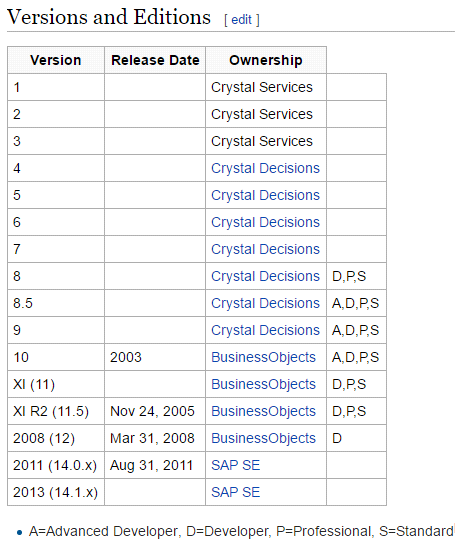 Versions and Editions [ edit ]
Version Release Date Ownership
1 Crystal Services
2 Crystal Services
3 Crystal Services
4 Crystal Decisions
5 Crystal Decisions
6 Crystal Decisions
7 Crystal Decisions
8 Crystal Decisions D,P,S
8.5 Crystal Decisions A,D,P,S
9 Crystal Decisions A,D,P,S
10 2003 BusinessObjects A,D,P,S
XI (11) BusinessObjects D,P,S
XI R2 (11.5) Nov 24, 2005 BusinessObjects D,P,S
2008 (12) Mar 31, 2008 BusinessObjects D
2011 (14.0.x) Aug 31, 2011 SAP SE
2013 (14.1.x) SAP SE
• A=Advanced Developer, D=Developer, P=Professional, S=Standard